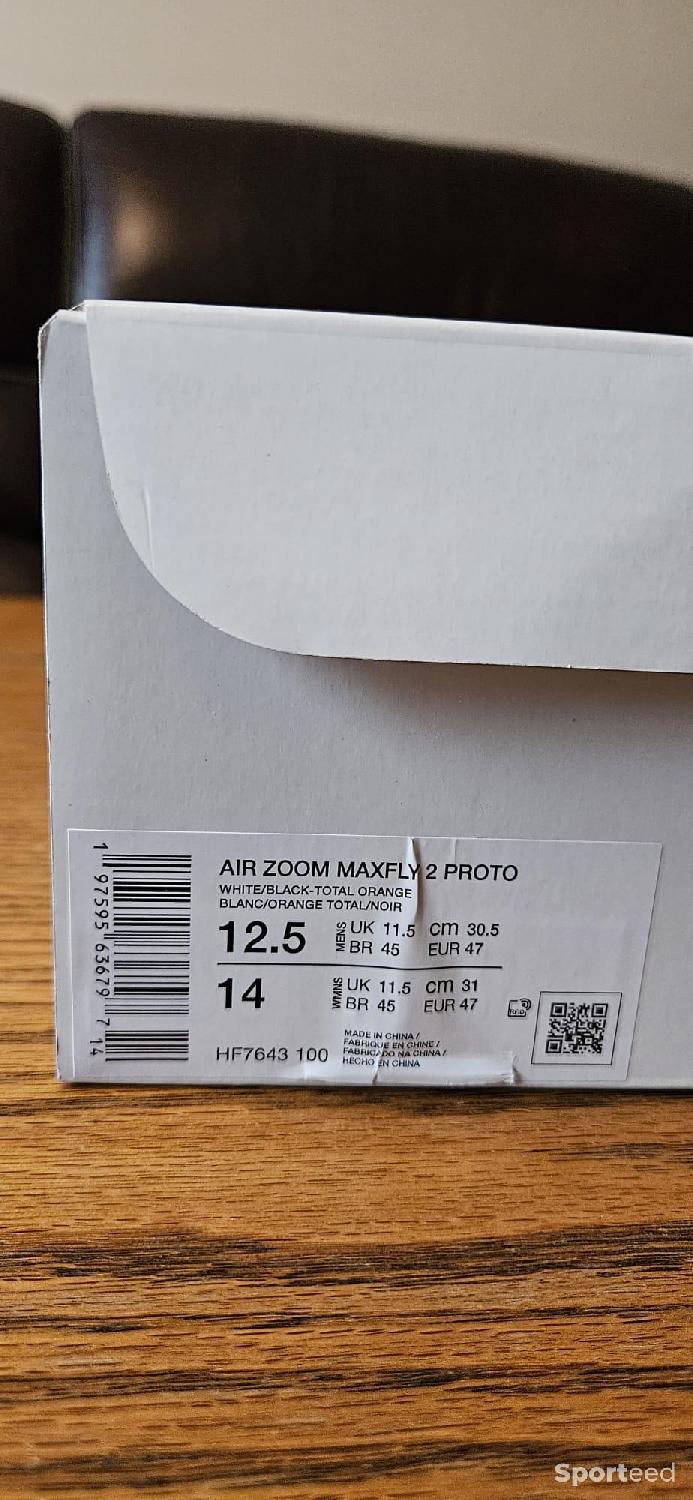 AIR ZOOM MAXFLY 2 PROTO
WHITE/BLACK-TOTAL ORANGE
BLANC/ORANGE TOTAL/NOIR
12.5 MENS UK 11.5 cm 30.5
BR 45 EUR 47
14 WMNS UK 11.5 cm 31
BR 45 EUR 47
HF7643 100
MADE IN CHINA /
FABRIQUE EN CHINE /
FABRICADO NA CHINA /
HECHO EN CHINA
1 97595 63679 7 14
Sporteed